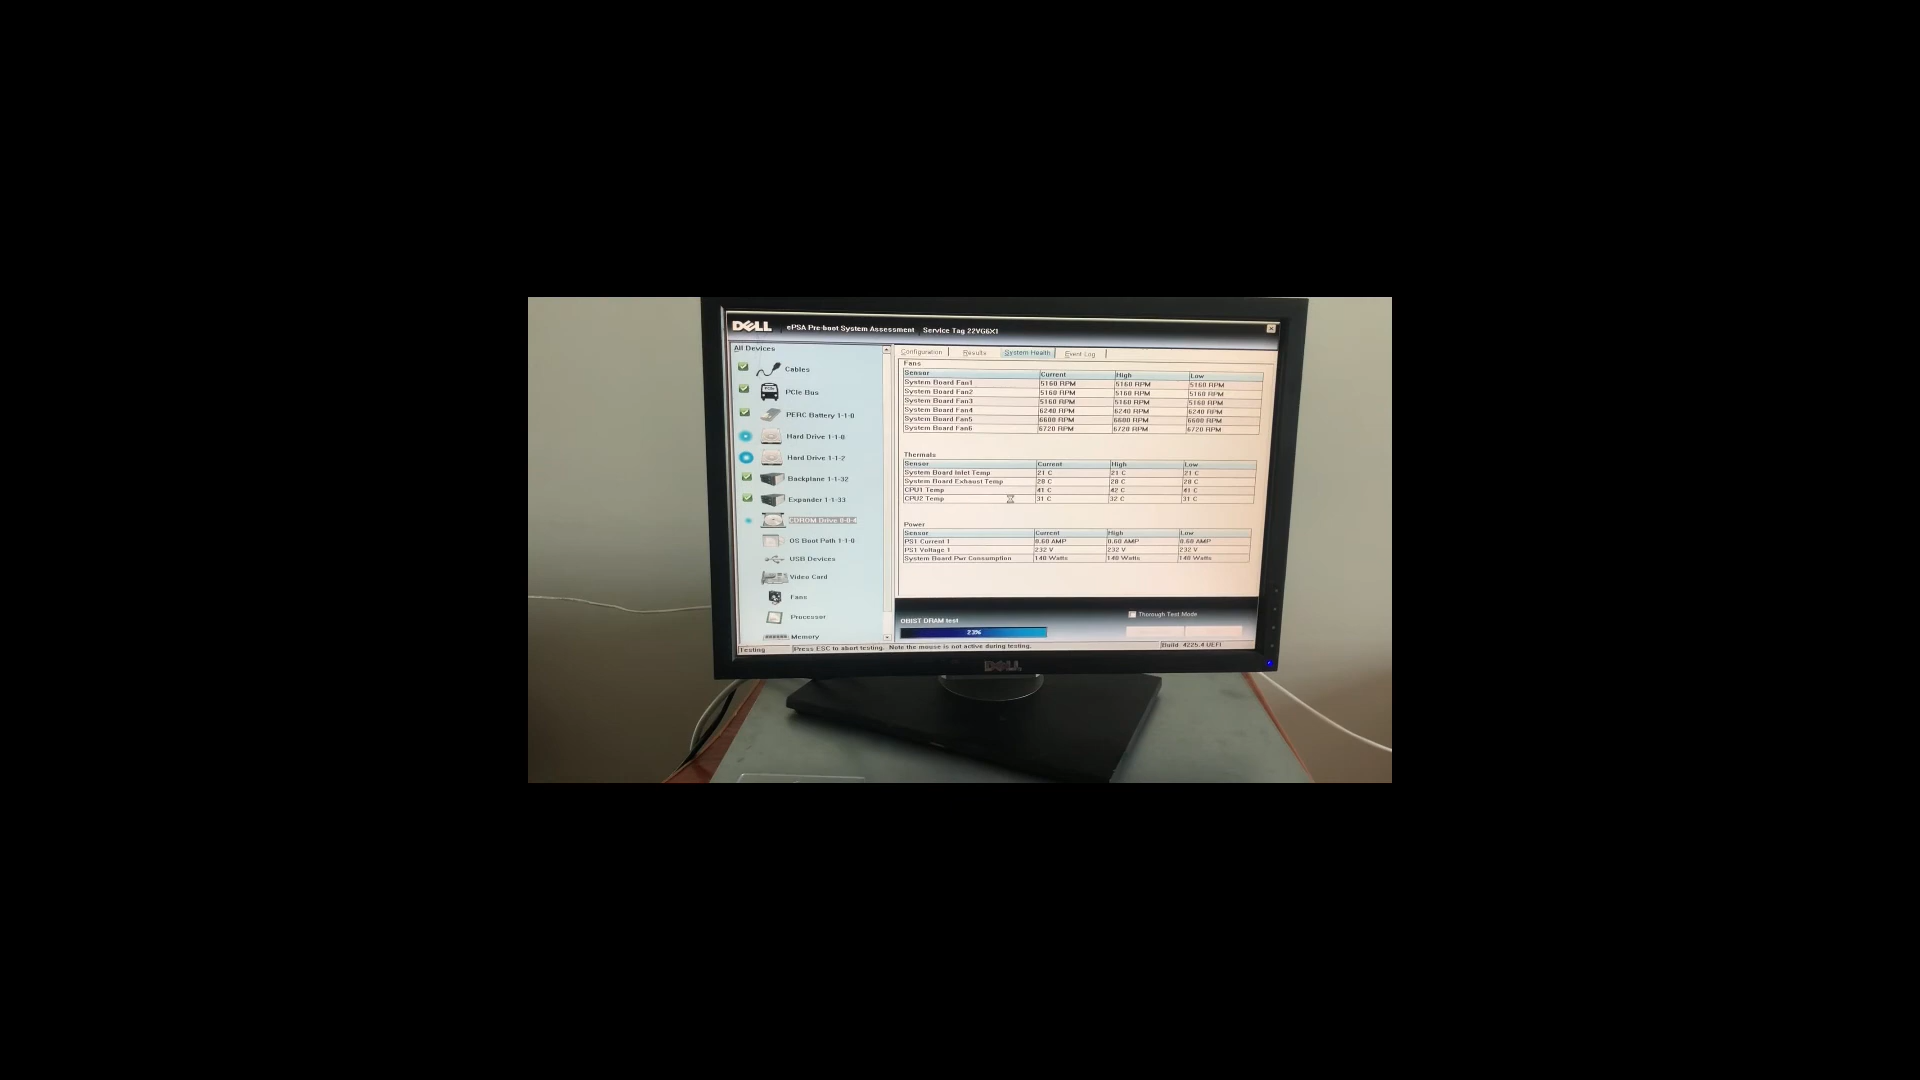 DELL ePSA Pre-boot System Assessment Service Tag 22VG6X1
All Devices
Cables
PCIe Bus
PERC Battery 1-1-0
Hard Drive 1-1-0
Hard Drive 1-1-2
Backplane 1-1-32
Expander 1-1-33
CDROM Drive 0-0-4
OS Boot Path 1-1-0
USB Devices
Video Card
Fans
Processor
Memory
Configuration Results System Health Event Log
Fans
Sensor Current High Low
System Board Fan1 5160 RPM 5160 RPM 5160 RPM
System Board Fan2 5160 RPM 5160 RPM 5160 RPM
System Board Fan3 5160 RPM 5160 RPM 5160 RPM
System Board Fan4 6240 RPM 6240 RPM 6240 RPM
System Board Fan5 6600 RPM 6600 RPM 6600 RPM
System Board Fan6 6720 RPM 6720 RPM 6720 RPM
Thermals
Sensor Current High Low
System Board Inlet Temp 21 C 21 C 21 C
System Board Exhaust Temp 28 C 28 C 28 C
CPU1 Temp 41 C 42 C 41 C
CPU2 Temp 31 C 32 C 31 C
Power
Sensor Current High Low
PS1 Current 1 0.60 AMP 0.60 AMP 0.60 AMP
PS1 Voltage 1 232 V 232 V 232 V
System Board Pwr Consumption 140 Watts 140 Watts 140 Watts
Thorough Test Mode
OBIST DRAM test
23%
Testing Press ESC to abort testing. Note the mouse is not active during testing. Build 4225.4 UEFI
DELL